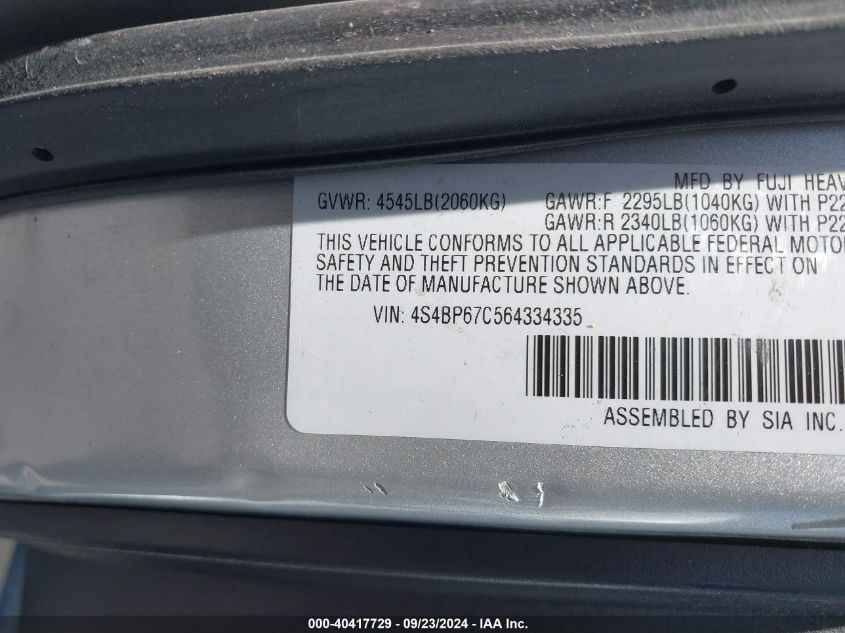 MFD BY FUJI HEAV
GVWR: 4545LB(2060KG) GAWR:F 2295LB(1040KG) WITH P22
GAWR:R 2340LB(1060KG) WITH P22
THIS VEHICLE CONFORMS TO ALL APPLICABLE FEDERAL MOTOR
SAFETY AND THEFT PREVENTION STANDARDS IN EFFECT ON
THE DATE OF MANUFACTURE SHOWN ABOVE.
VIN: 4S4BP67C564334335
ASSEMBLED BY SIA INC.
000-40417729 - 09/23/2024 - IAA Inc.